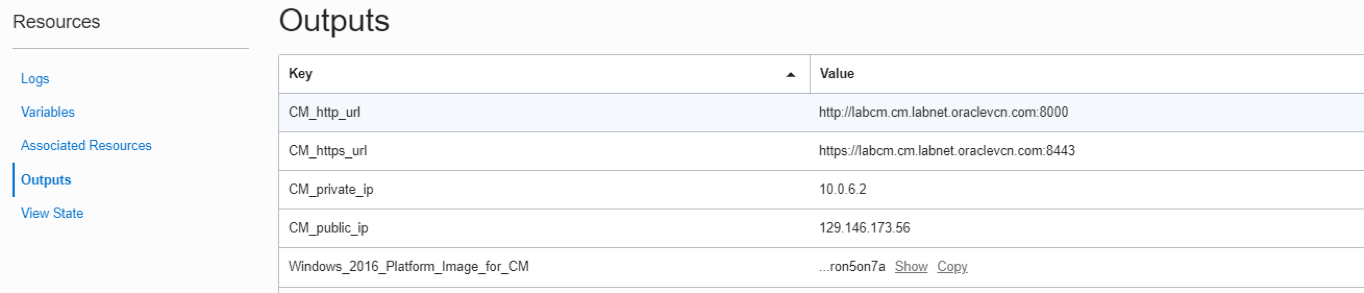 Resources
Logs
Variables
Associated Resources
Outputs
View State
Outputs
Key Value
CM_http_url http://labcm.cm.labnet.oraclevcn.com:8000
CM_https_url https://labcm.cm.labnet.oraclevcn.com:8443
CM_private_ip 10.0.6.2
CM_public_ip 129.146.173.56
Windows_2016_Platform_Image_for_CM ...ron5on7a Show Copy